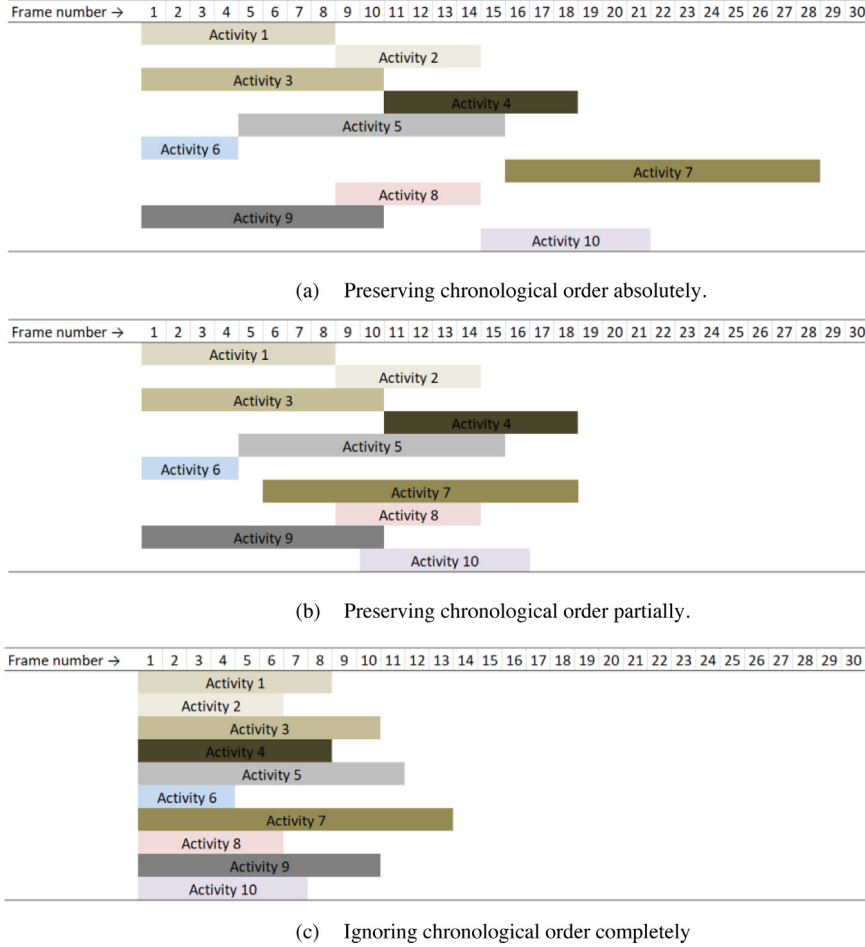 Frame number → 1 2 3 4 5 6 7 8 9 10 11 12 13 14 15 16 17 18 19 20 21 22 23 24 25 26 27 28 29 30
Activity 1
Activity 2
Activity 3
Activity 4
Activity 5
Activity 6
Activity 7
Activity 8
Activity 9
Activity 10
(a) Preserving chronological order absolutely.
Frame number → 1 2 3 4 5 6 7 8 9 10 11 12 13 14 15 16 17 18 19 20 21 22 23 24 25 26 27 28 29 30
Activity 1
Activity 2
Activity 3
Activity 4
Activity 5
Activity 6
Activity 7
Activity 8
Activity 9
Activity 10
(b) Preserving chronological order partially.
Frame number → 1 2 3 4 5 6 7 8 9 10 11 12 13 14 15 16 17 18 19 20 21 22 23 24 25 26 27 28 29 30
Activity 1
Activity 2
Activity 3
Activity 4
Activity 5
Activity 6
Activity 7
Activity 8
Activity 9
Activity 10
(c) Ignoring chronological order completely